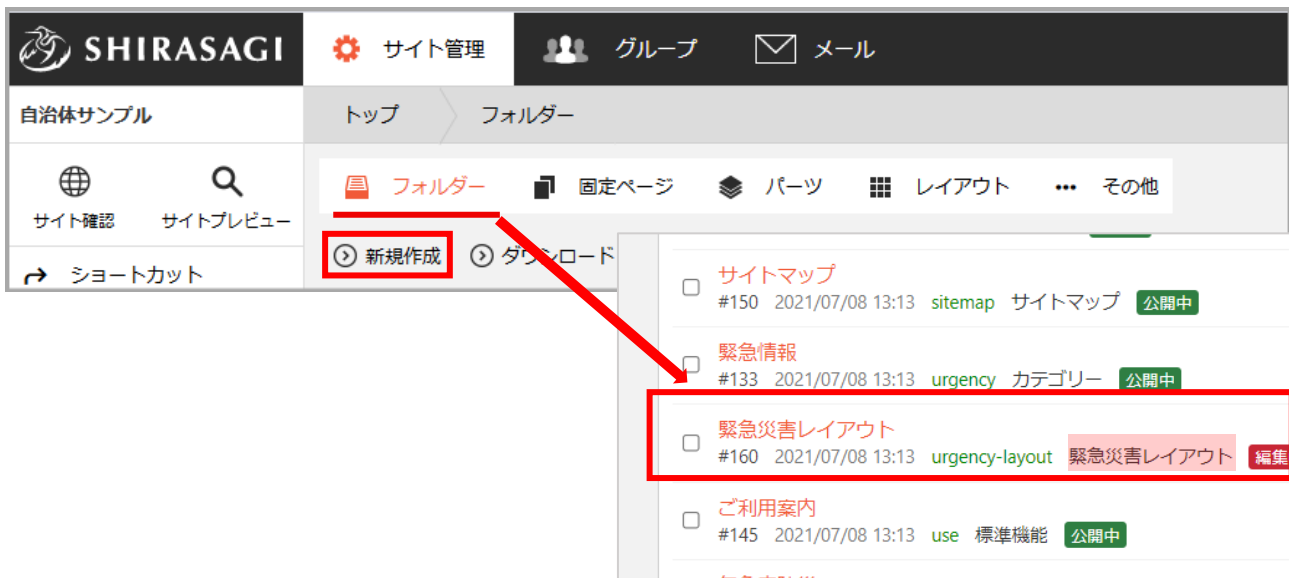 SHIRASAGI サイト管理 グループ メール
自治体サンプル トップ フォルダー
フォルダー 固定ページ パーツ レイアウト ••• その他
サイト確認 サイトプレビュー
新規作成 ダウンロード
ショートカット
サイトマップ
#150 2021/07/08 13:13 sitemap サイトマップ 公開中
緊急情報
#133 2021/07/08 13:13 urgency カテゴリー 公開中
緊急災害レイアウト
#160 2021/07/08 13:13 urgency-layout 緊急災害レイアウト 編集
ご利用案内
#145 2021/07/08 13:13 use 標準機能 公開中